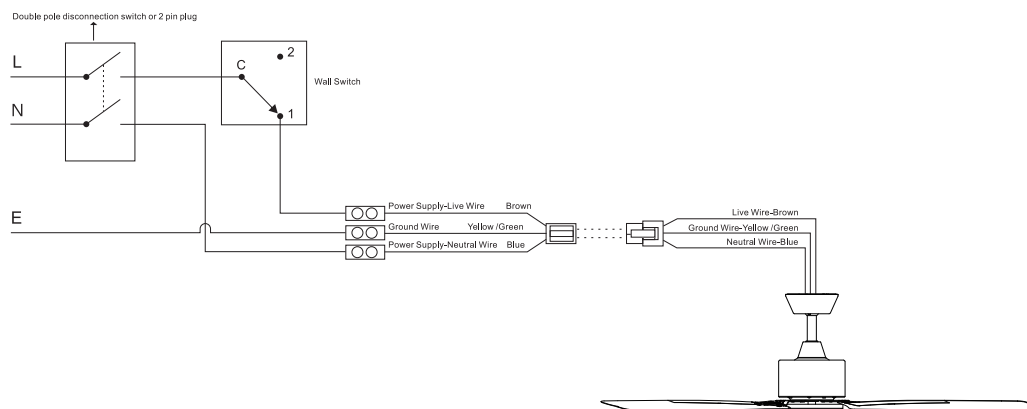 Double pole disconnection switch or 2 pin plug
L
N
E
C
2
1
Wall Switch
Power Supply-Live Wire Brown
Ground Wire Yellow /Green
Power Supply-Neutral Wire Blue
Live Wire-Brown
Ground Wire-Yellow /Green
Neutral Wire-Blue